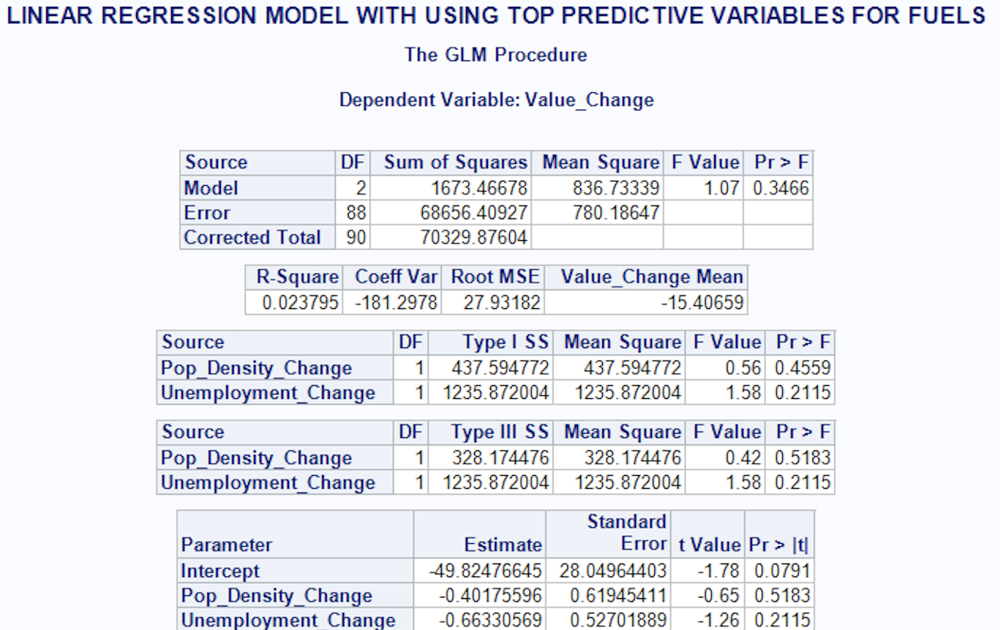 LINEAR REGRESSION MODEL WITH USING TOP PREDICTIVE VARIABLES FOR FUELS
The GLM Procedure
Dependent Variable: Value_Change
Source DF Sum of Squares Mean Square F Value Pr > F
Model 2 1673.46678 836.73339 1.07 0.3466
Error 88 68656.40927 780.18647
Corrected Total 90 70329.87604
R-Square Coeff Var Root MSE Value_Change Mean
0.023795 -181.2978 27.93182 -15.40659
Source DF Type I SS Mean Square F Value Pr > F
Pop_Density_Change 1 437.594772 437.594772 0.56 0.4559
Unemployment_Change 1 1235.872004 1235.872004 1.58 0.2115
Source DF Type III SS Mean Square F Value Pr > F
Pop_Density_Change 1 328.174476 328.174476 0.42 0.5183
Unemployment_Change 1 1235.872004 1235.872004 1.58 0.2115
Parameter Estimate Standard Error t Value Pr > |t|
Intercept -49.82476645 28.04964403 -1.78 0.0791
Pop_Density_Change -0.40175596 0.61945411 -0.65 0.5183
Unemployment_Change -0.66330569 0.52701889 -1.26 0.2115